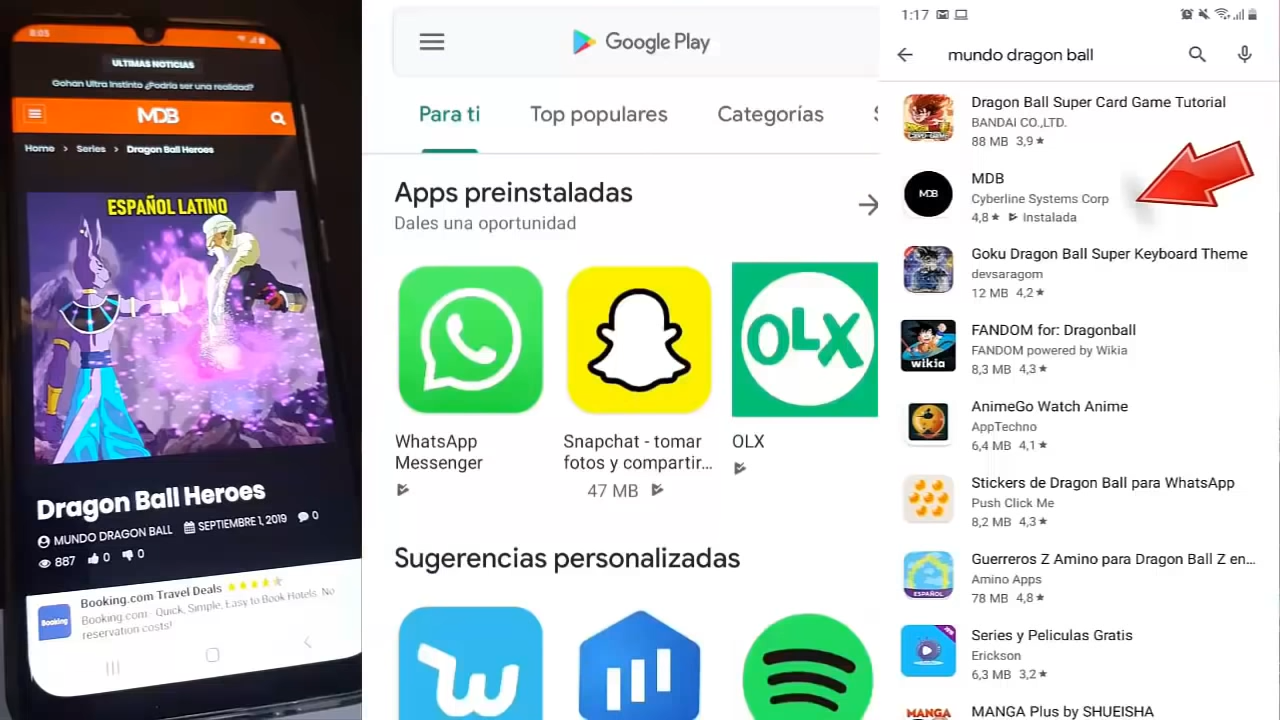 8:05
ULTIMAS NOTICIAS
Gohan Ultra Instinto ¿Podría ser una realidad?
MDB
Home > Series > Dragon Ball Heroes
ESPAÑOL LATINO
Dragon Ball Heroes
MUNDO DRAGON BALL SEPTIEMBRE 1, 2019 0
887 0 0
Booking.com Travel Deals
Booking.com - Quick, Simple, Easy to Book Hotels. No
reservation costs!
Booking
Google Play
Para ti Top populares Categorías
Apps preinstaladas
Dales una oportunidad
OLX
WhatsApp
Messenger
Snapchat - tomar
fotos y compartir...
47 MB
OLX
Sugerencias personalizadas
1:17
mundo dragon ball
Dragon Ball Super Card Game Tutorial
BANDAI CO.,LTD.
88 MB 3,9★
MDB
MDB
Cyberline Systems Corp
4,8★ Instalada
Goku Dragon Ball Super Keyboard Theme
devsaragom
12 MB 4,2★
wikia
FANDOM for: Dragonball
FANDOM powered by Wikia
8,3 MB 4,3★
AnimeGo Watch Anime
AppTechno
6,4 MB 4,1★
Stickers de Dragon Ball para WhatsApp
Push Click Me
8,2 MB 4,3★
ESPAÑOL
Guerreros Z Amino para Dragon Ball Z en...
Amino Apps
78 MB 4,8★
Series y Peliculas Gratis
Erickson
6,3 MB 3,2★
MANGA
MANGA Plus by SHUEISHA